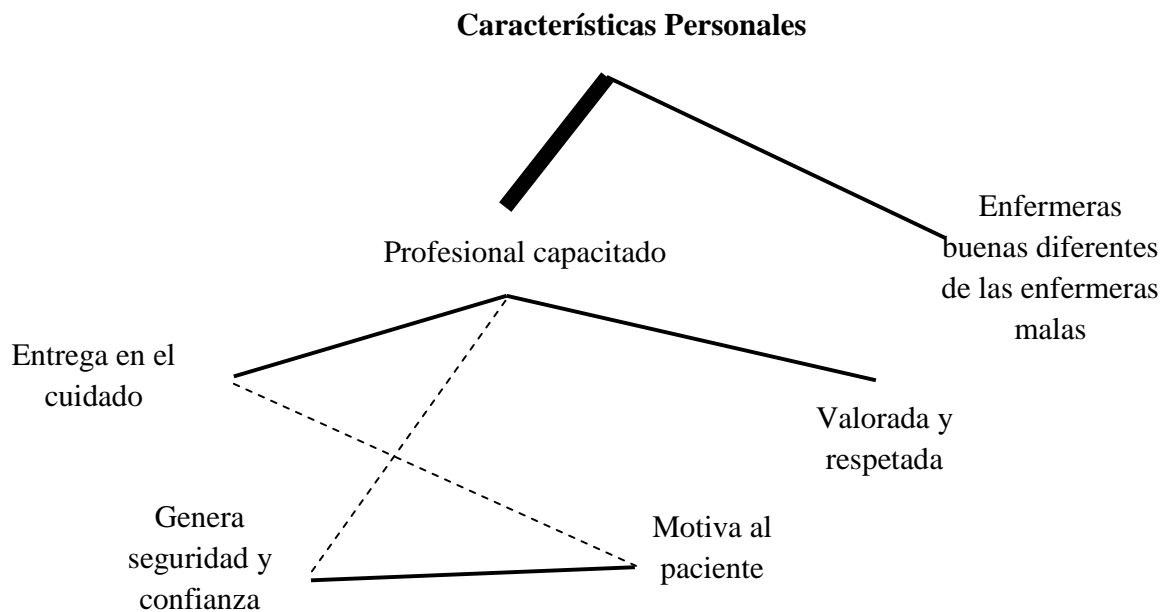 Características Personales
Profesional capacitado
Enfermeras
buenas diferentes
de las enfermeras
malas
Entrega en el
cuidado
Valorada y
respetada
Genera
seguridad y
confianza
Motiva al
paciente